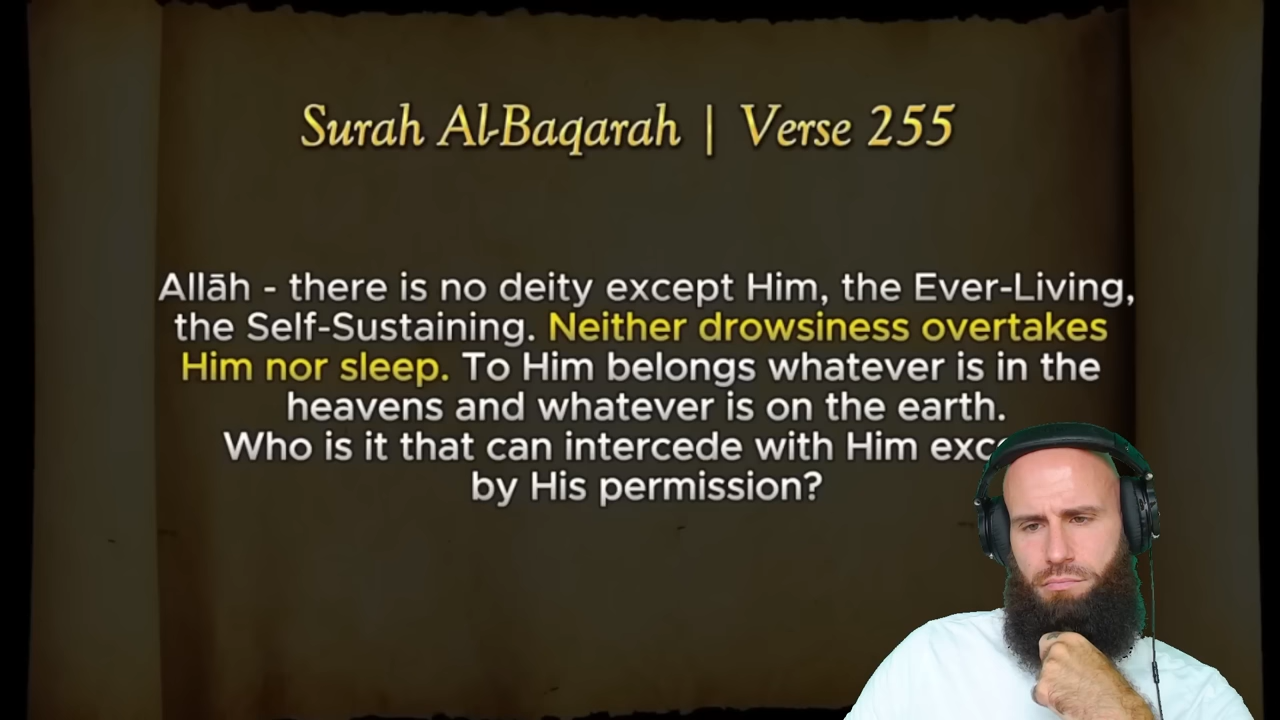 Surah Al-Baqarah | Verse 255
Allāh - there is no deity except Him, the Ever-Living,
the Self-Sustaining. Neither drowsiness overtakes
Him nor sleep. To Him belongs whatever is in the
heavens and whatever is on the earth.
Who is it that can intercede with Him
by His permission?